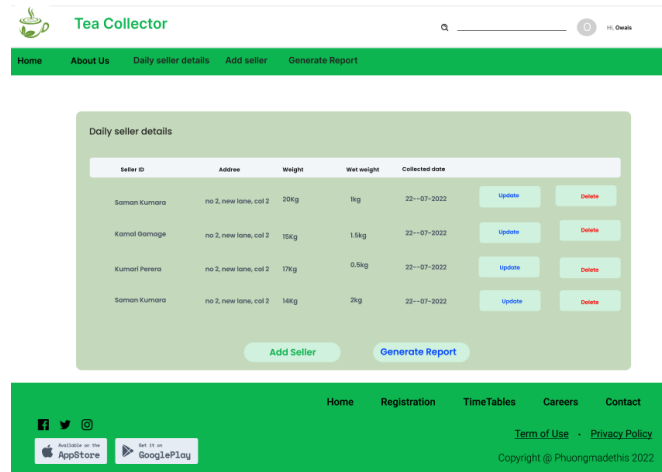 Tea Collector
Hi, Owais
Home About Us Daily seller details Add seller Generate Report
Daily seller details
Seller ID Addree Weight Wet weight Collected date
Saman Kumara no 2, new lane, col 2 20Kg 1kg 22--07-2022 Update Delete
Kamal Gamage no 2, new lane, col 2 15Kg 1.5kg 22--07-2022 Update Delete
Kumari Perera no 2, new lane, col 2 17Kg 0.5kg 22--07-2022 Update Delete
Saman Kumara no 2, new lane, col 2 14Kg 2kg 22--07-2022 Update Delete
Add Seller Generate Report
Home Registration TimeTables Careers Contact
Term of Use · Privacy Policy
Available on the
AppStore
Get it on
GooglePlay
Copyright @ Phuongmadethis 2022